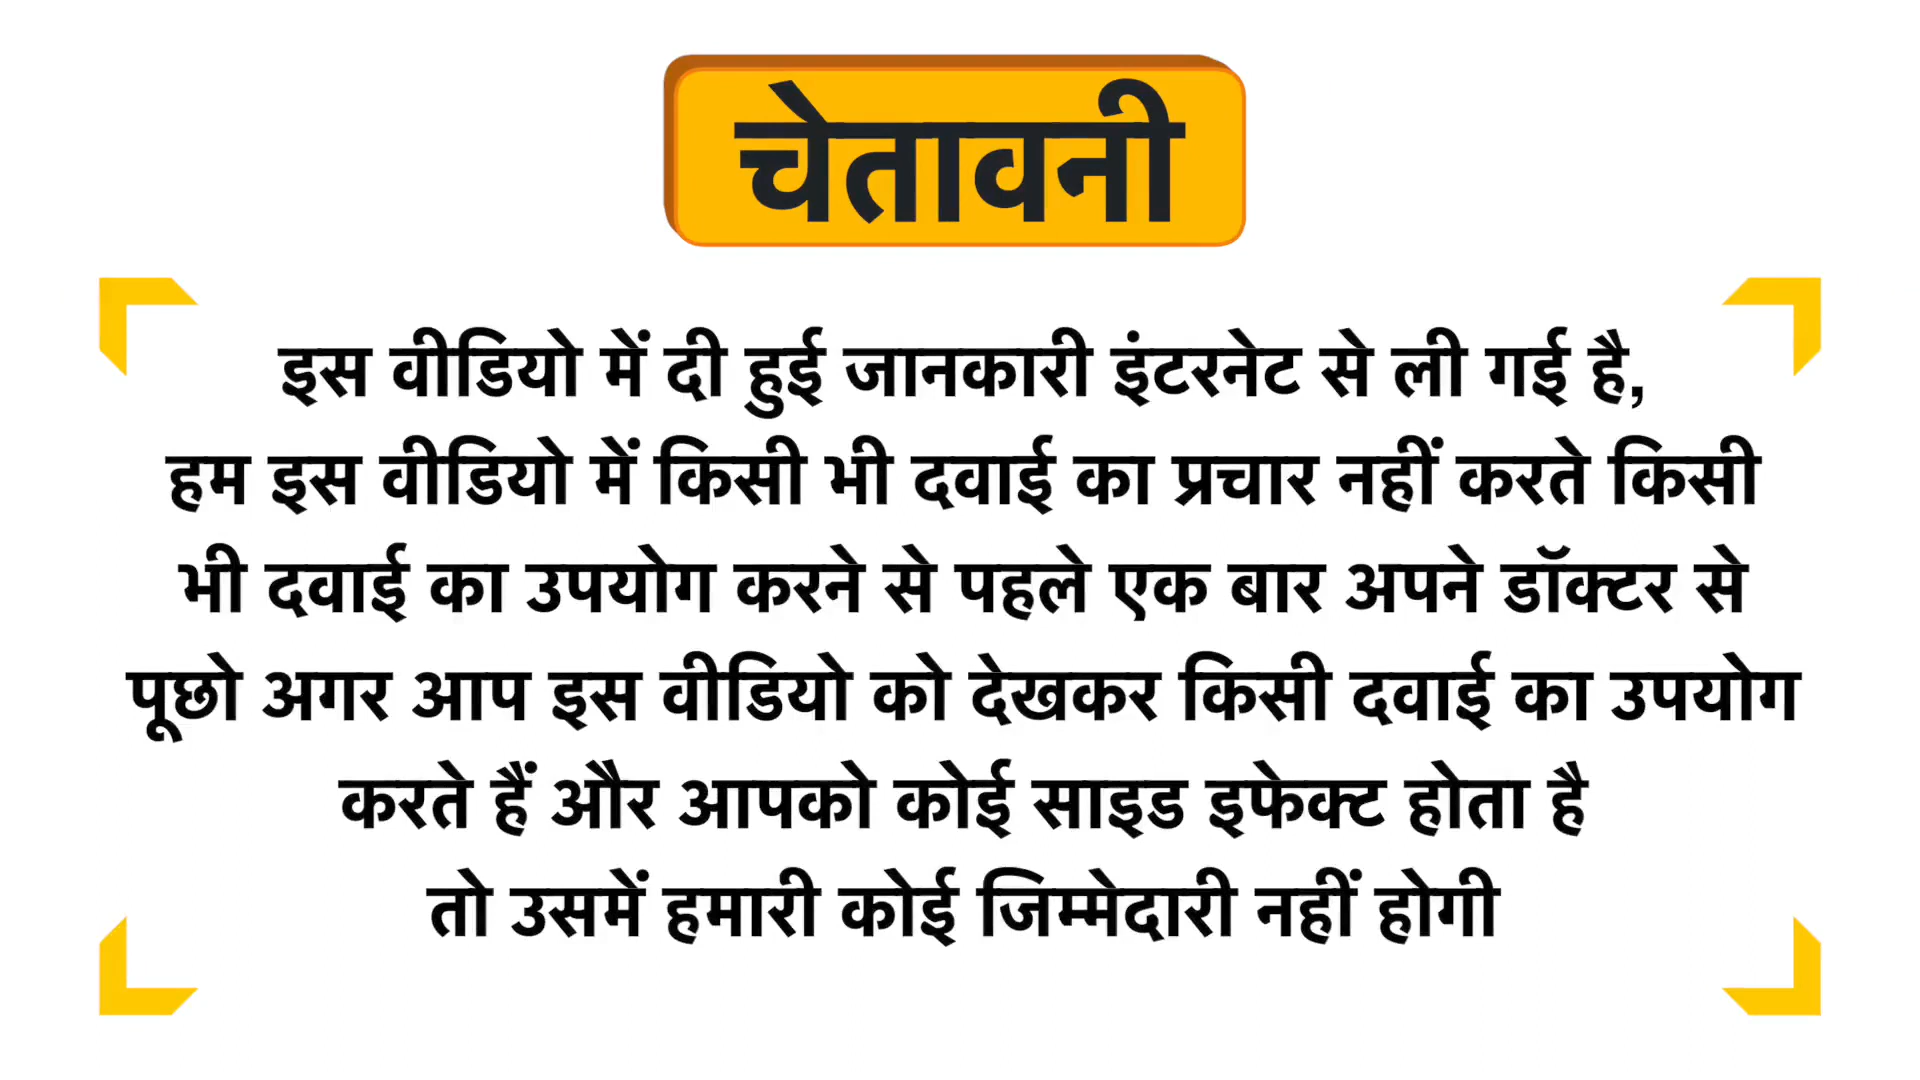 चेतावनी
इस वीडियो में दी हुई जानकारी इंटरनेट से ली गई है,
हम इस वीडियो में किसी भी दवाई का प्रचार नहीं करते किसी
भी दवाई का उपयोग करने से पहले एक बार अपने डॉक्टर से
पूछो अगर आप इस वीडियो को देखकर किसी दवाई का उपयोग
करते हैं और आपको कोई साइड इफेक्ट होता है
तो उसमें हमारी कोई जिम्मेदारी नहीं होगी